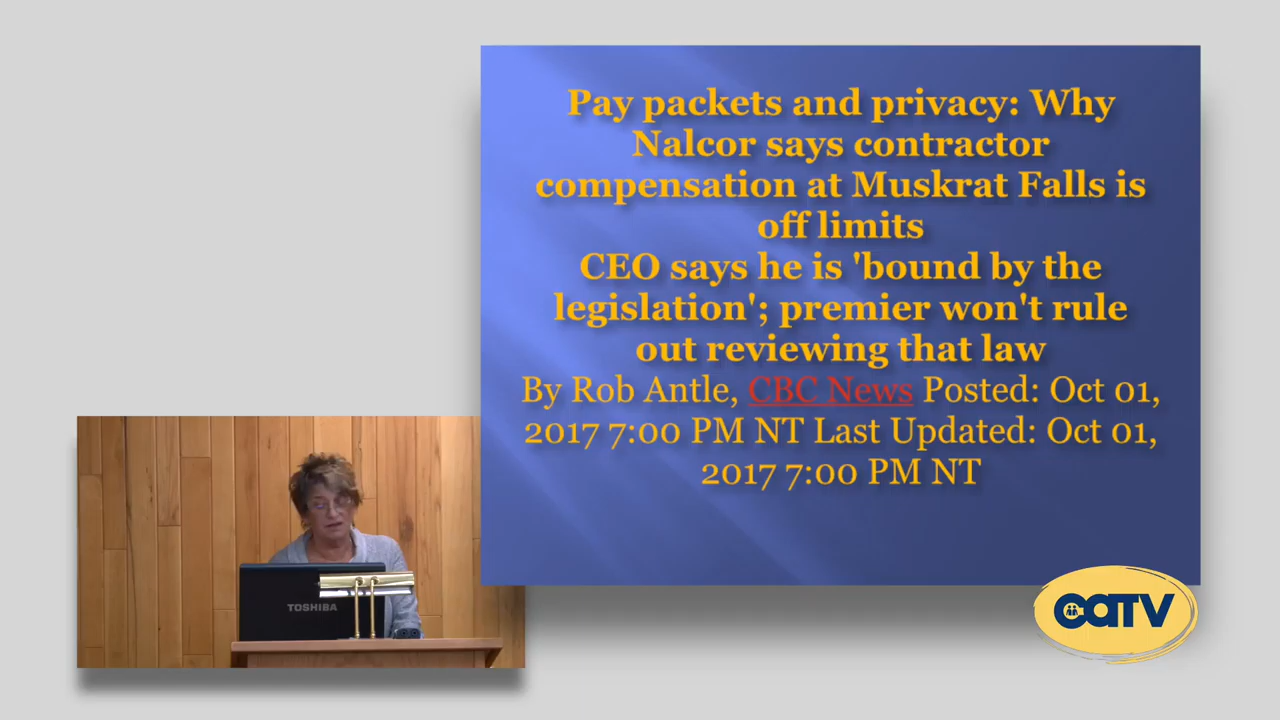 Pay packets and privacy: Why
Nalcor says contractor
compensation at Muskrat Falls is
off limits
CEO says he is 'bound by the
legislation'; premier won't rule
out reviewing that law
By Rob Antle, CBC News Posted: Oct 01,
2017 7:00 PM NT Last Updated: Oct 01,
2017 7:00 PM NT
TOSHIBA
CATV